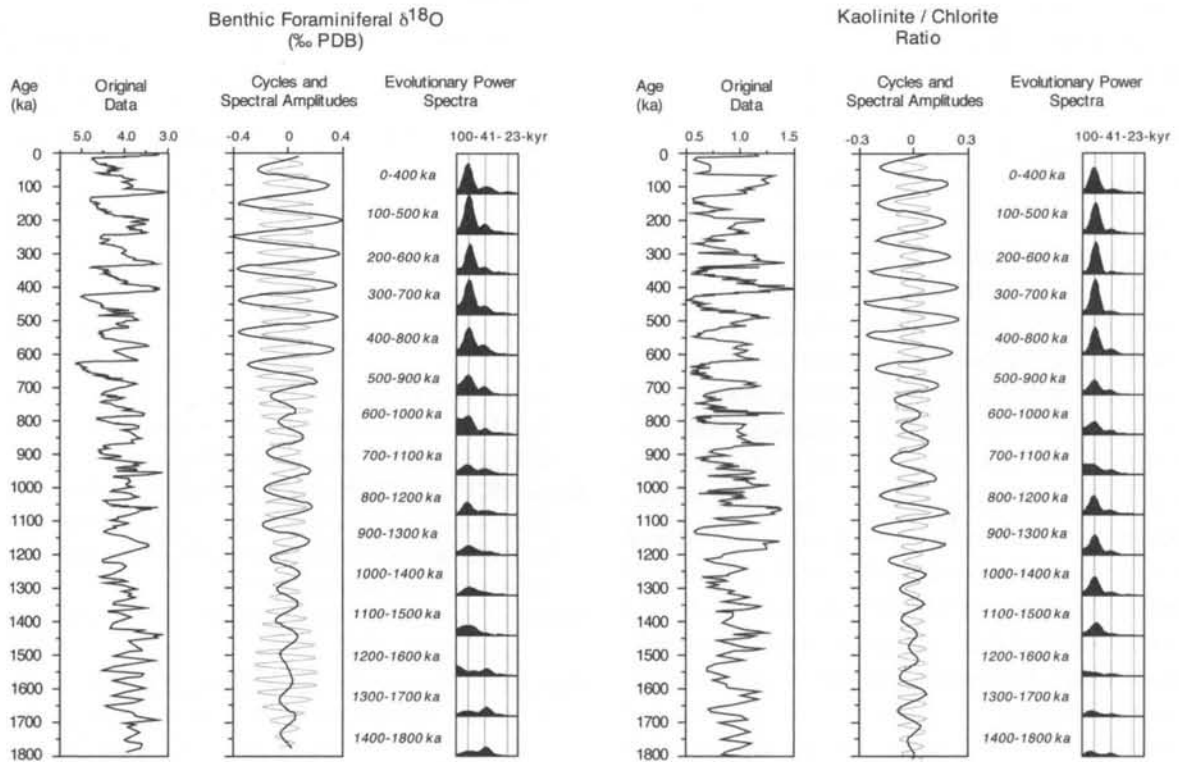 Benthic Foraminiferal δ18O
(‰ PDB)
Age
(ka)
Original
Data
Cycles and
Spectral Amplitudes
Evolutionary Power
Spectra
5.0 4.0 3.0
-0.4 0 0.4
100-41-23-kyr
0
100
200
300
400
500
600
700
800
900
1000
1100
1200
1300
1400
1500
1600
1700
1800
0-400 ka
100-500 ka
200-600 ka
300-700 ka
400-800 ka
500-900 ka
600-1000 ka
700-1100 ka
800-1200 ka
900-1300 ka
1000-1400 ka
1100-1500 ka
1200-1600 ka
1300-1700 ka
1400-1800 ka
Kaolinite / Chlorite
Ratio
Age
(ka)
Original
Data
Cycles and
Spectral Amplitudes
Evolutionary Power
Spectra
0.5 1.0 1.5
-0.3 0 0.3
100-41-23-kyr
0
100
200
300
400
500
600
700
800
900
1000
1100
1200
1300
1400
1500
1600
1700
1800
0-400 ka
100-500 ka
200-600 ka
300-700 ka
400-800 ka
500-900 ka
600-1000 ka
700-1100 ka
800-1200 ka
900-1300 ka
1000-1400 ka
1100-1500 ka
1200-1600 ka
1300-1700 ka
1400-1800 ka